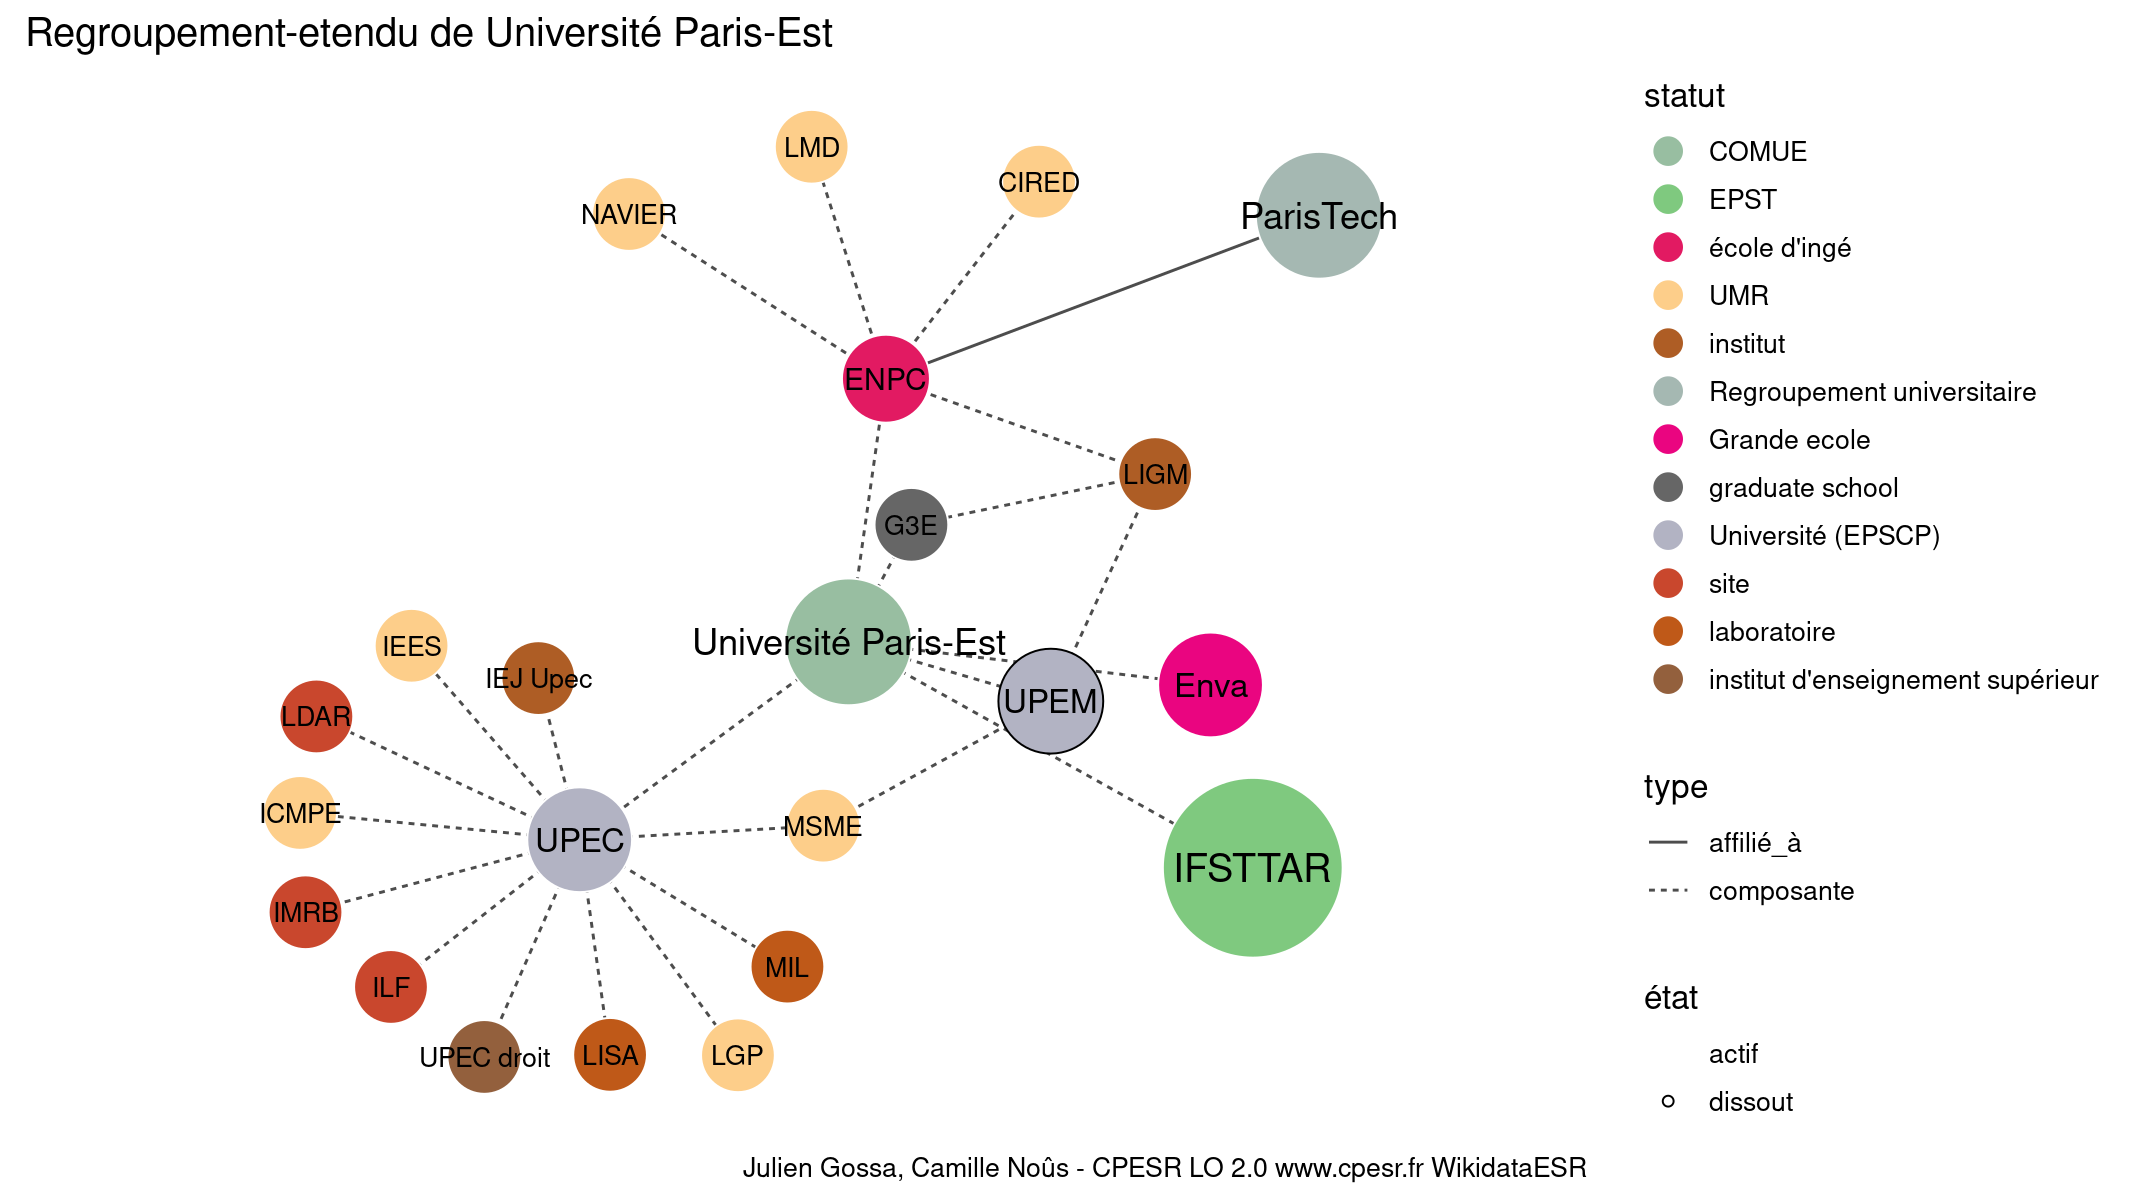 Regroupement-etendu de Université Paris-Est
LMD
CIRED
NAVIER
ParisTech
ENPC
LIGM
G3E
Université Paris-Est
IEES
IEJ Upec
Enva
UPEM
LDAR
ICMPE
MSME
UPEC
IFSTTAR
IMRB
MIL
ILF
UPEC droit
LISA
LGP
statut
COMUE
EPST
école d'ingé
UMR
institut
Regroupement universitaire
Grande ecole
graduate school
Université (EPSCP)
site
laboratoire
institut d'enseignement supérieur
type
affilié_à
composante
état
actif
dissout
Julien Gossa, Camille Noûs - CPESR LO 2.0 www.cpesr.fr WikidataESR